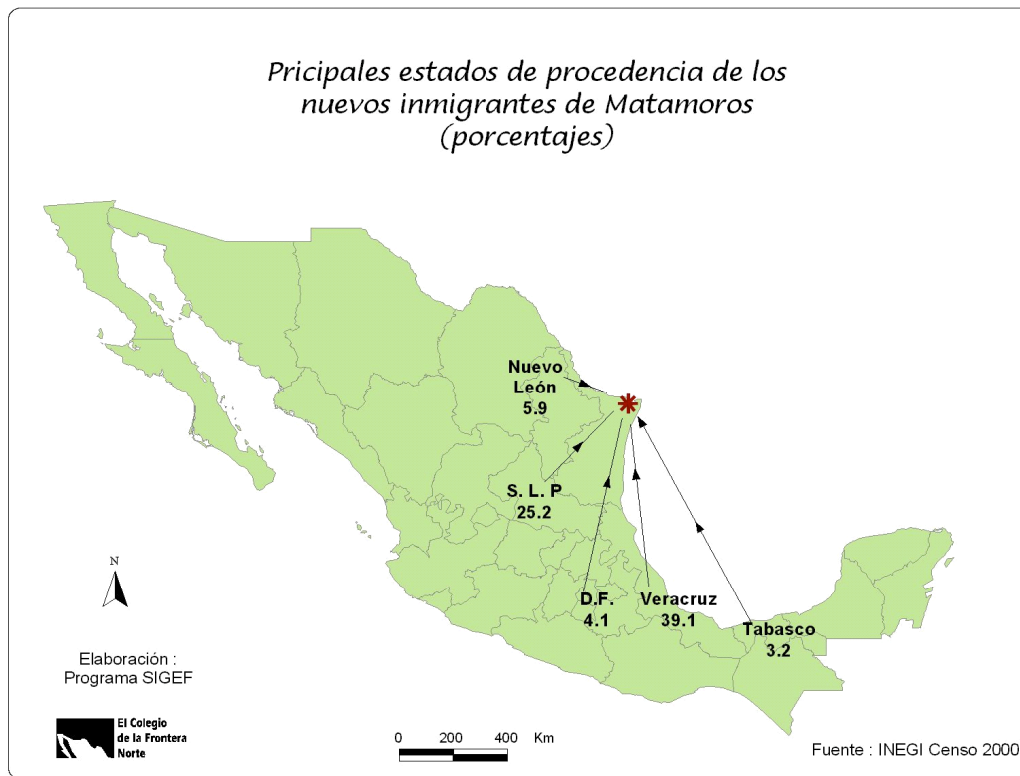 Pricipales estados de procedencia de los
nuevos inmigrantes de Matamoros
(porcentajes)
Nuevo
León
5.9
S. L. P
25.2
D.F.
4.1
Veracruz
39.1
Tabasco
3.2
N
Elaboración :
Programa SIGEF
El Colegio
de la Frontera
Norte
0 200 400 Km
Fuente : INEGI Censo 2000